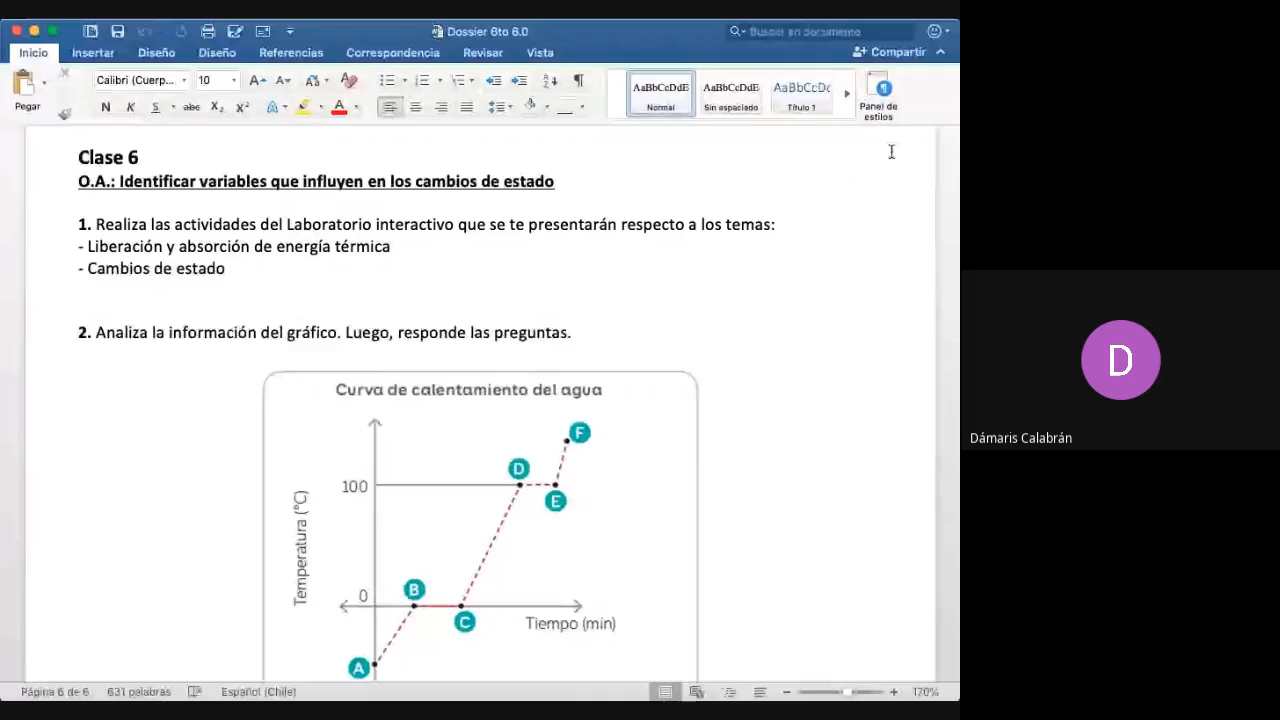 Dossier 6to 6.0
Buscar en documento
Inicio
Insertar
Diseño
Diseño
Referencias
Correspondencia
Revisar
Vista
Compartir
Pegar
Calibri (Cuerp...
10
AaBbCcDdE
Normal
AaBbCcDdE
Sin espaciado
AaBbCcDc
Título 1
Panel de
estilos
Clase 6
O.A.: Identificar variables que influyen en los cambios de estado
1. Realiza las actividades del Laboratorio interactivo que se te presentarán respecto a los temas:
- Liberación y absorción de energía térmica
- Cambios de estado
2. Analiza la información del gráfico. Luego, responde las preguntas.
Curva de calentamiento del agua
F
D
100
E
Temperatura (°C)
B
0
C
Tiempo (min)
A
Página 6 de 6
631 palabras
Español (Chile)
170%
D
Dámaris Calabrán